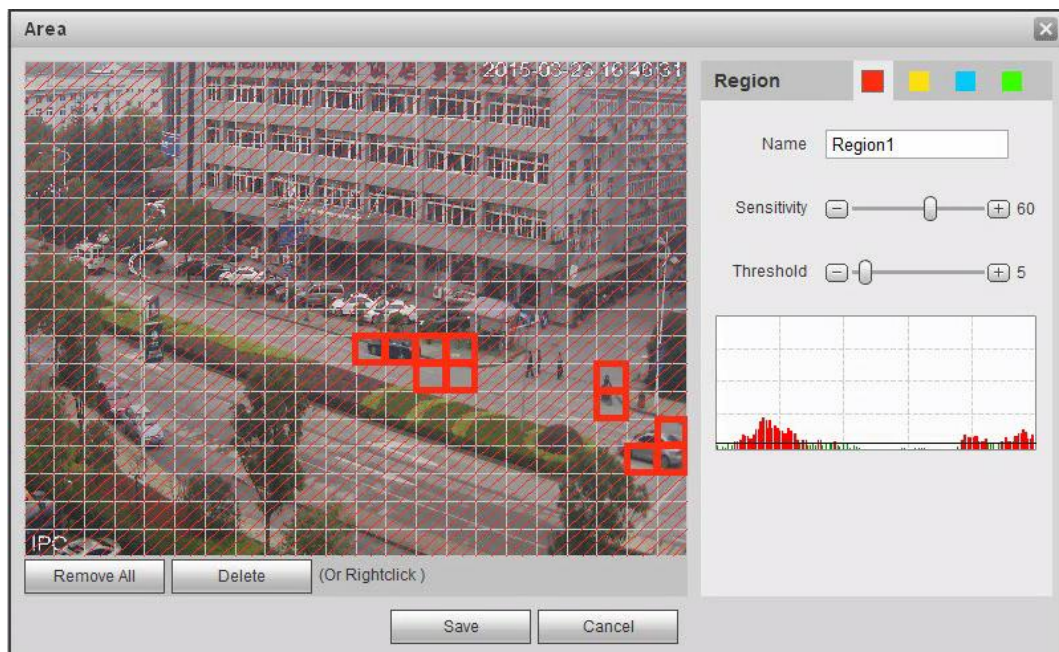 Area
2015-03-23 16:46:31
Region
Name
Region1
Sensitivity
60
Threshold
5
IPC
Remove All
Delete
(Or Rightclick )
Save
Cancel